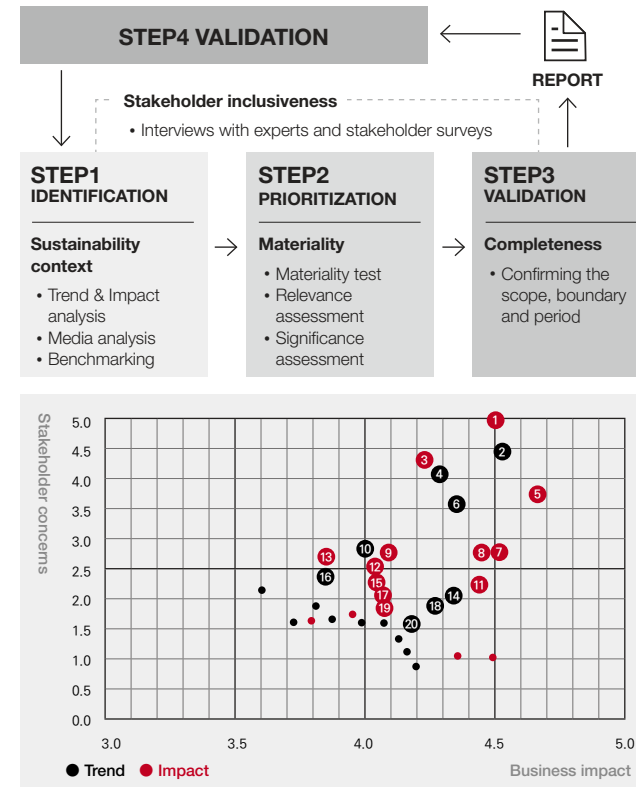 STEP4 VALIDATION
REPORT
Stakeholder inclusiveness
• Interviews with experts and stakeholder surveys
STEP1
IDENTIFICATION
Sustainability
context
• Trend & Impact
analysis
• Media analysis
• Benchmarking
STEP2
PRIORITIZATION
Materiality
• Materiality test
• Relevance
assessment
• Significance
assessment
STEP3
VALIDATION
Completeness
• Confirming the
scope, boundary
and period
Stakeholder concerns
5.0
4.5
4.0
3.5
3.0
2.5
2.0
1.5
1.0
0.5
0.0
1
2
3
4
5
6
10
9
8
7
13
12
16
15
11
17
14
19
18
20
3.0
3.5
4.0
4.5
5.0
Trend
Impact
Business impact